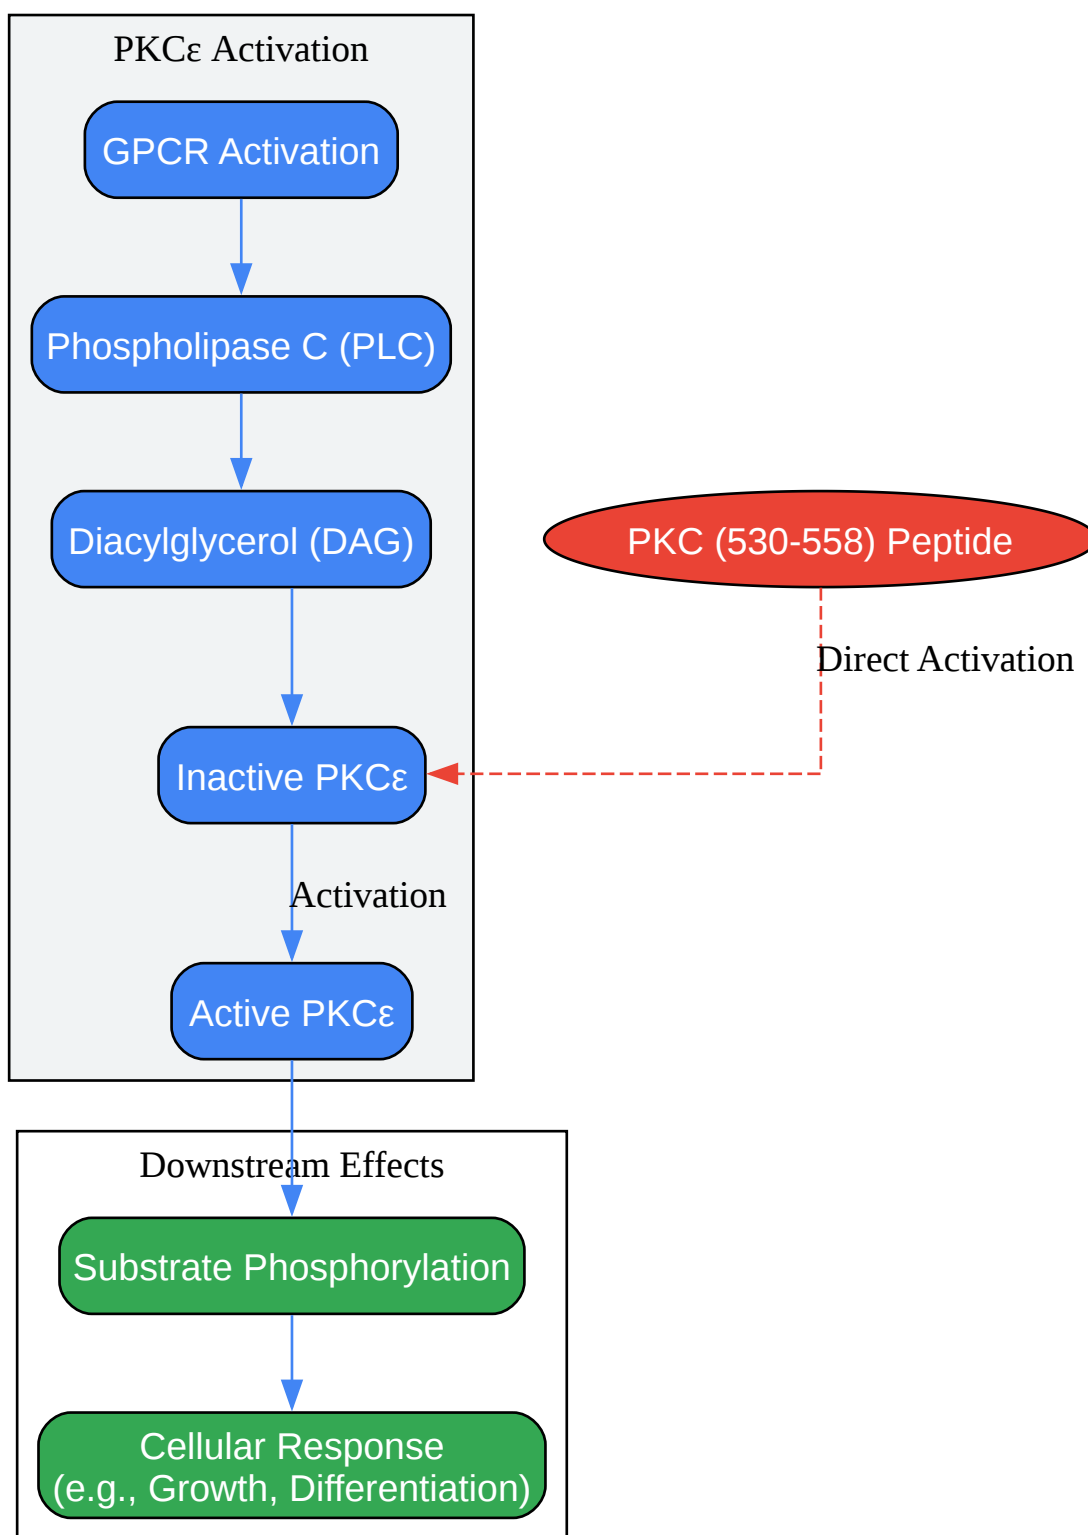 PKCε Activation
GPCR Activation
Phospholipase C (PLC)
Diacylglycerol (DAG)
PKC (530-558) Peptide
Direct Activation
Inactive PKCε
Activation
Active PKCε
Downstream Effects
Substrate Phosphorylation
Cellular Response
(e.g., Growth, Differentiation)